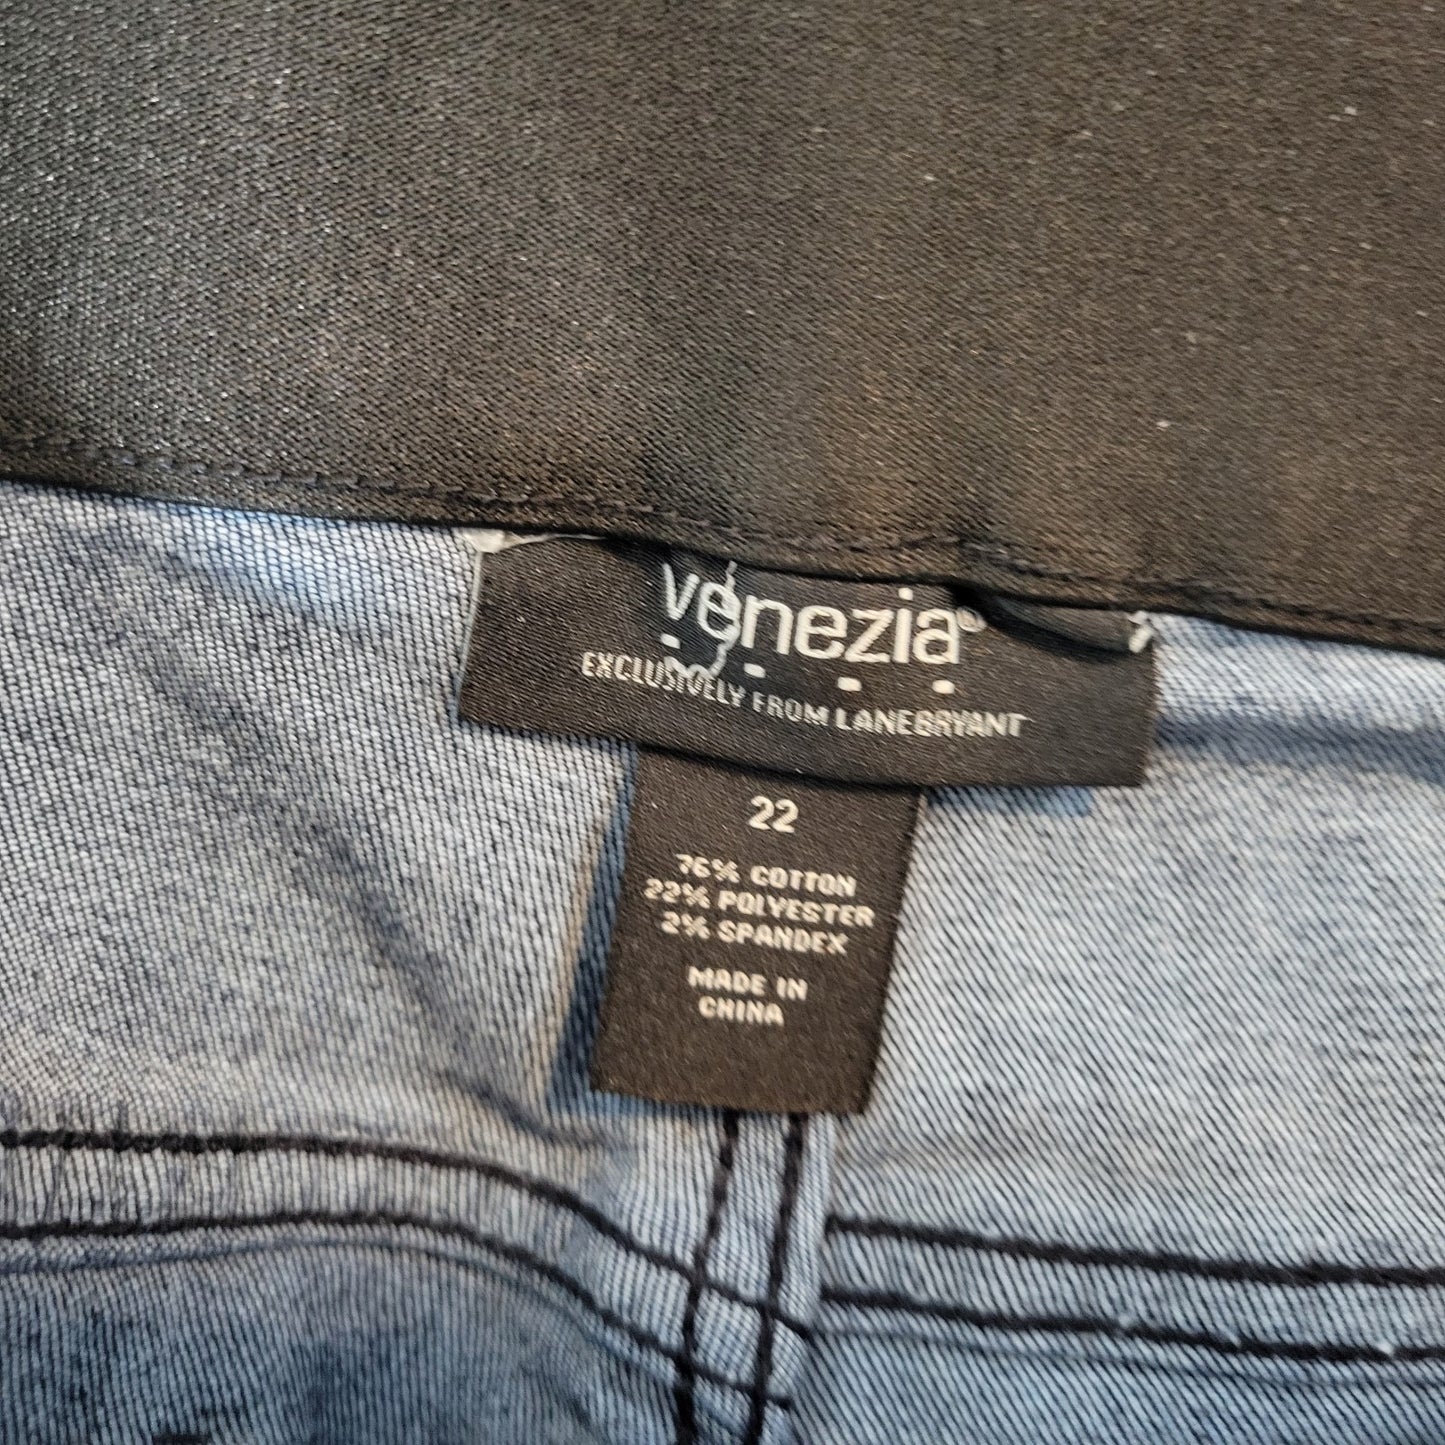 venezia®
EXCLUSIVELY FROM LANEBRYANT
22
76% COTTON
22% POLYESTER
2% SPANDEX
MADE IN
CHINA